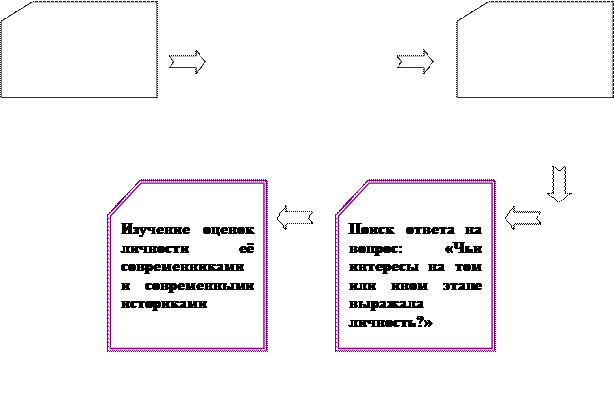 Изучение оценок
личности её
современниками
и современными
историками
Поиск ответа на
вопрос: «Чьи
интересы на том
или ином этапе
выражала
личность?»